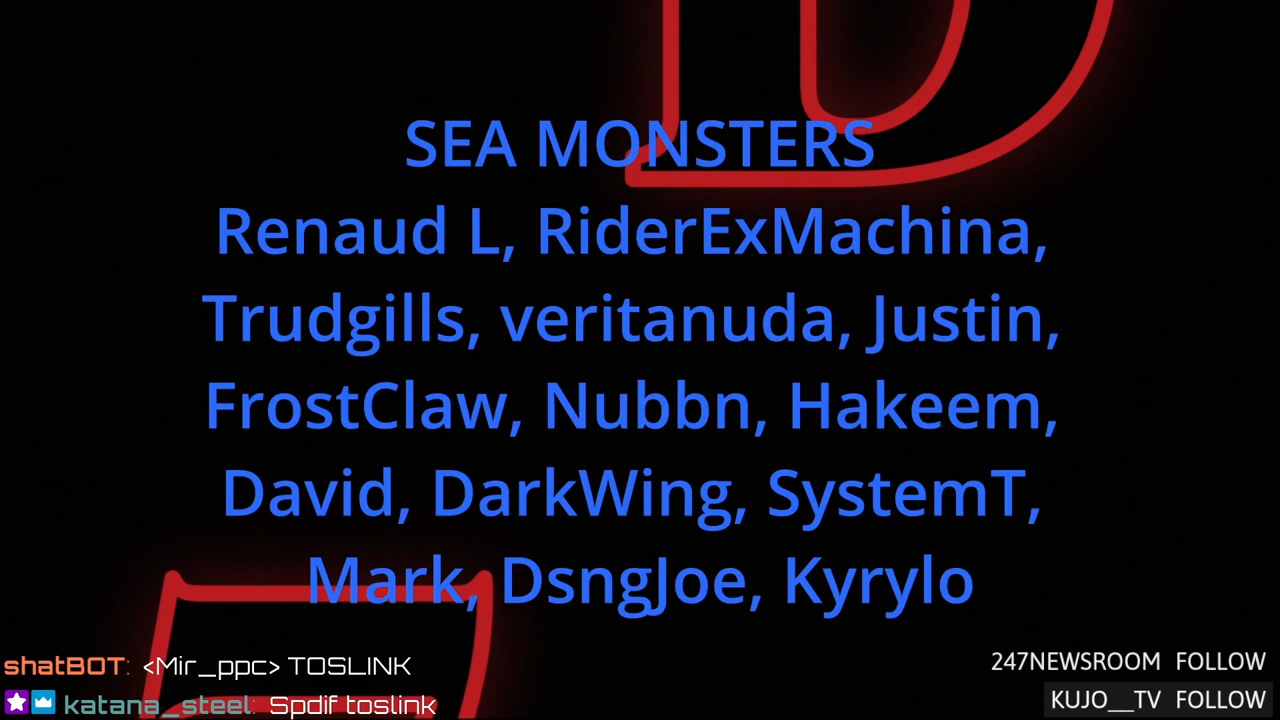 SEA MONSTERS
Renaud L, RiderExMachina,
Trudgills, veritanuda, Justin,
FrostClaw, Nubbn, Hakeem,
David, DarkWing, SystemT,
Mark, DsngJoe, Kyrylo
shatBOT: <Mir_ppc> TOSLINK
katana_steel: Spdif toslink
247NEWSROOM FOLLOW
KUJO__TV FOLLOW